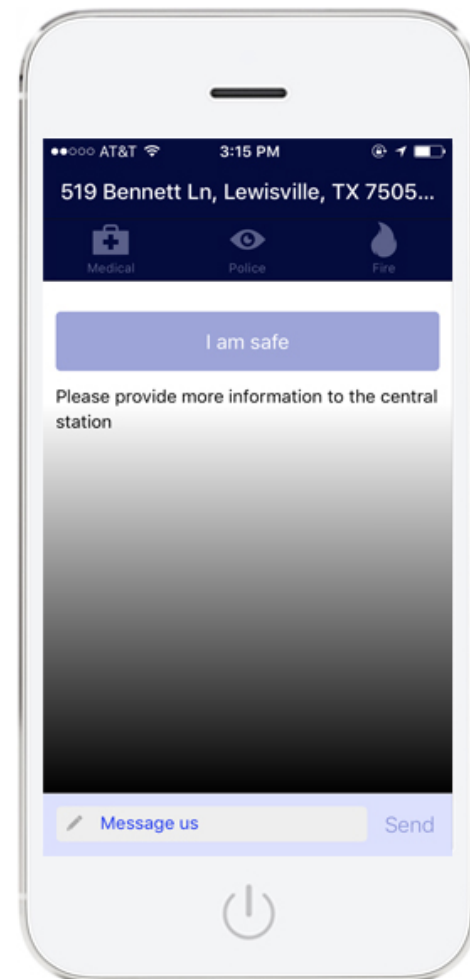 AT&T 3:15 PM
519 Bennett Ln, Lewisville, TX 7505...
Medical Police Fire
I am safe
Please provide more information to the central
station
Message us Send